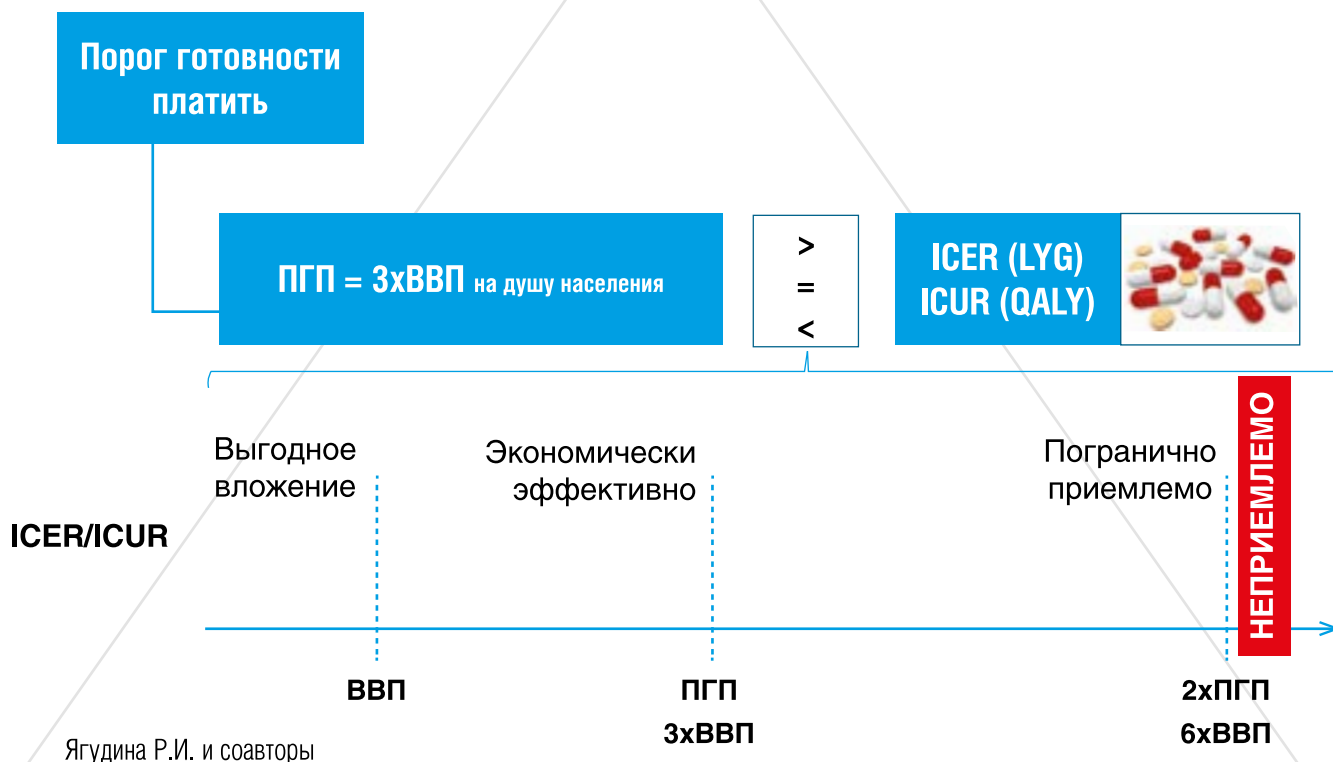 Порог готовности
платить
ПГП = 3хВВП на душу населения
>
=
<
ICER (LYG)
ICUR (QALY)
Выгодное
вложение
Экономически
эффективно
Погранично
приемлемо
НЕПРИЕМЛЕМО
ICER/ICUR
ВВП
ПГП
3хВВП
2хПГП
6хВВП
Ягудина Р.И. и соавторы